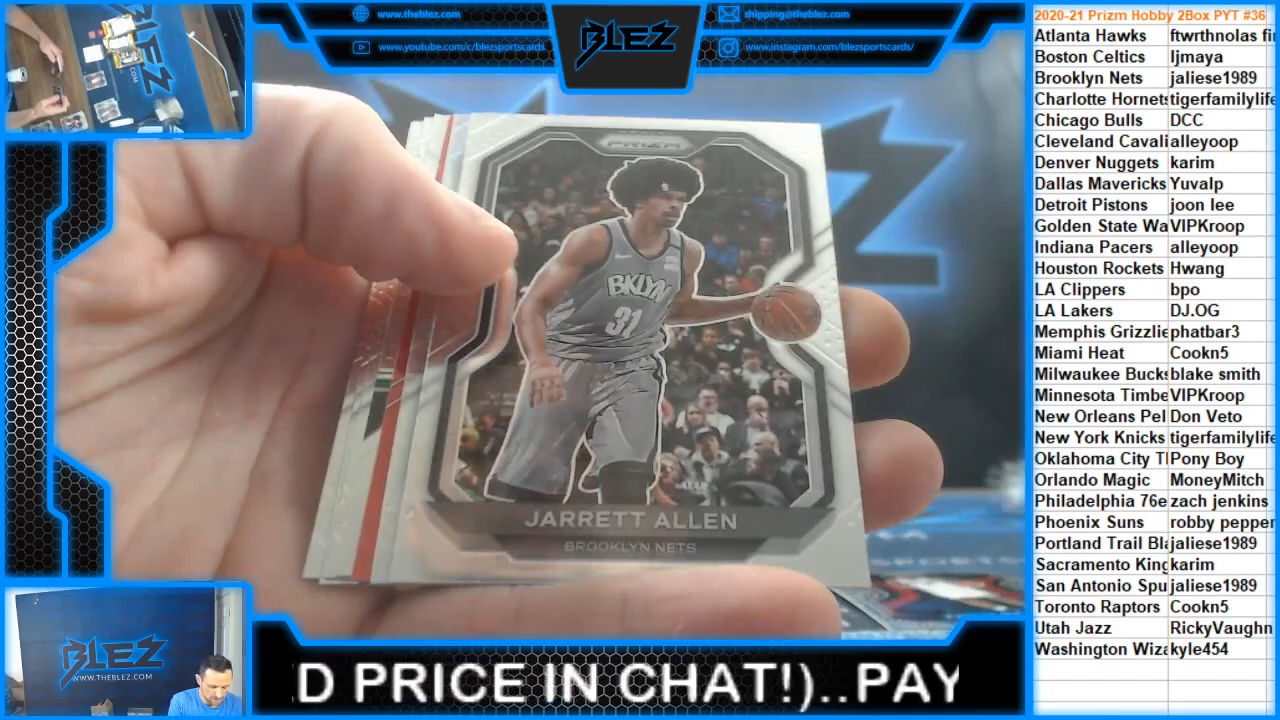 www.theblez.com
www.youtube.com/c/blezsportscards
BLEZ
shipping@theblez.com
www.instagram.com/blezsportscards/
PRIZM
BKLYN
31
JARRETT ALLEN
BROOKLYN NETS
BLEZ
WWW.THEBLEZ.COM
D PRICE IN CHAT!)..PAY
2020-21 Prizm Hobby 2Box PYT #36
Atlanta Hawks ftwrthnolas fi
Boston Celtics ljmaya
Brooklyn Nets jaliese1989
Charlotte Hornets tigerfamilylife
Chicago Bulls DCC
Cleveland Cavali alleyoop
Denver Nuggets karim
Dallas Mavericks Yuvalp
Detroit Pistons joon lee
Golden State Wa VIPKroop
Indiana Pacers alleyoop
Houston Rockets Hwang
LA Clippers bpo
LA Lakers DJ.OG
Memphis Grizzlie phatbar3
Miami Heat Cookn5
Milwaukee Bucks blake smith
Minnesota Timbe VIPKroop
New Orleans Pel Don Veto
New York Knicks tigerfamilylife
Oklahoma City T Pony Boy
Orlando Magic MoneyMitch
Philadelphia 76e zach jenkins
Phoenix Suns robby pepper
Portland Trail Bla jaliese1989
Sacramento King karim
San Antonio Spu jaliese1989
Toronto Raptors Cookn5
Utah Jazz RickyVaughn
Washington Wiza kyle454